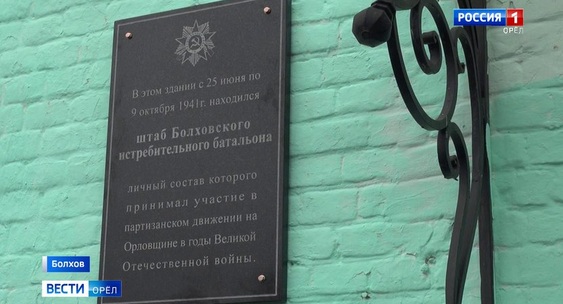 РОССИЯ 1
ОРЕЛ
В этом здании с 25 июня по
9 октября 1941г. находился
штаб Болховского
истребительного батальона
личный состав которого
принимал участие в
партизанском движении на
Орловщине в годы Великой
Отечественной войны.
Болхов
ВЕСТИ ОРЕЛ